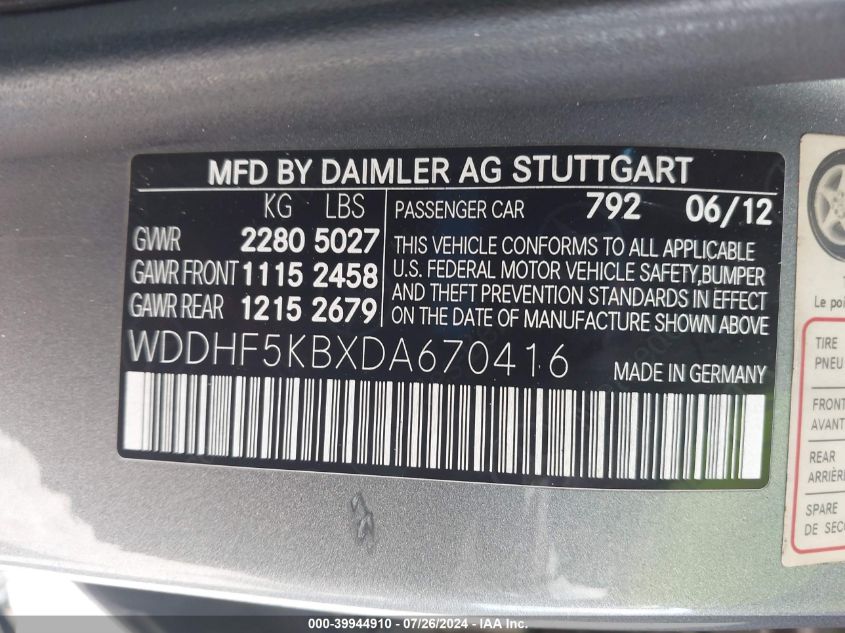 MFD BY DAIMLER AG STUTTGART
KG LBS
GVWR 2280 5027
GAWR FRONT 1115 2458
GAWR REAR 1215 2679
PASSENGER CAR 792 06/12
THIS VEHICLE CONFORMS TO ALL APPLICABLE
U.S. FEDERAL MOTOR VEHICLE SAFETY,BUMPER
AND THEFT PREVENTION STANDARDS IN EFFECT
ON THE DATE OF MANUFACTURE SHOWN ABOVE
WDDHF5KBXDA670416
MADE IN GERMANY
Le
TIRE
PNEU
FRONT
AVANT
REAR
ARRIÈRE
SPARE
DE
000-39944910 - 07/26/2024 - IAAI.COM